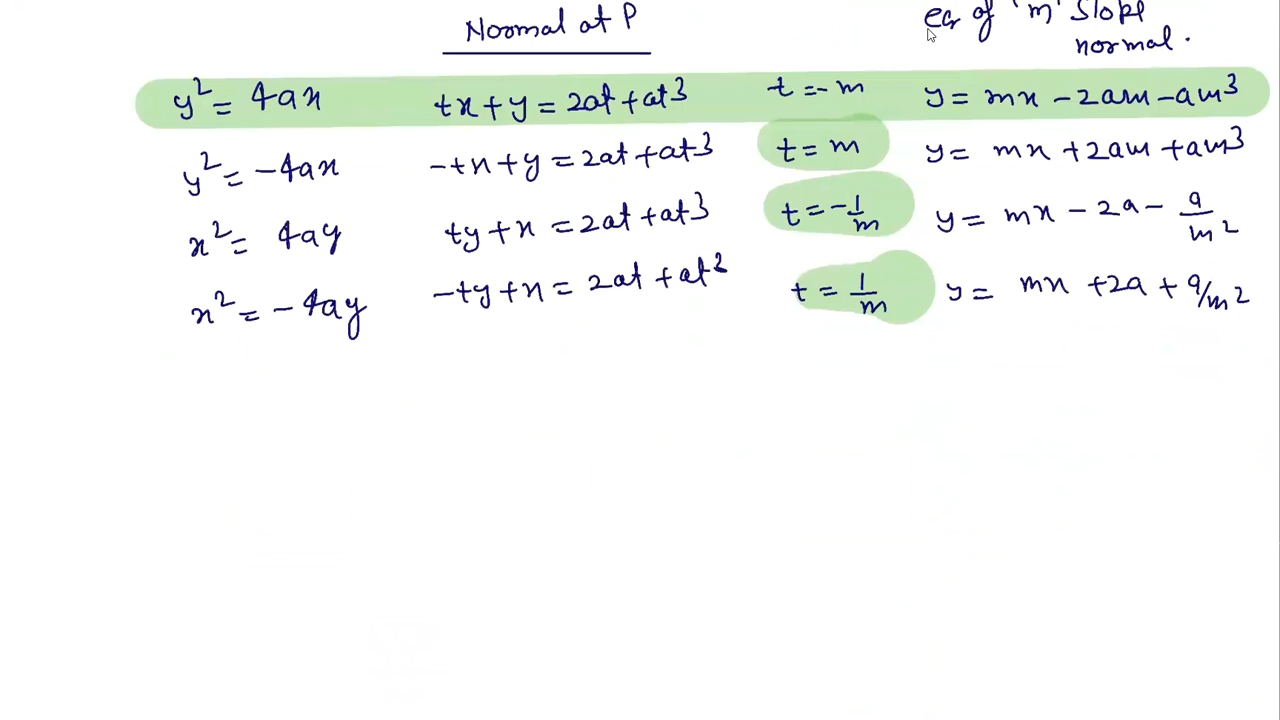 Normal at P
eq of 'm' slope
normal.
y² = 4ax tx + y = 2at + at³ t = - m y = mx - 2am - am³
y² = -4ax -tx + y = 2at + at³ t = m y = mx + 2am + am³
x² = 4ay ty + x = 2at + at³ t = -1/m y = mx - 2a - a/m²
x² = - 4ay -ty + x = 2at + at³ t = 1/m y = mx + 2a + a/m²